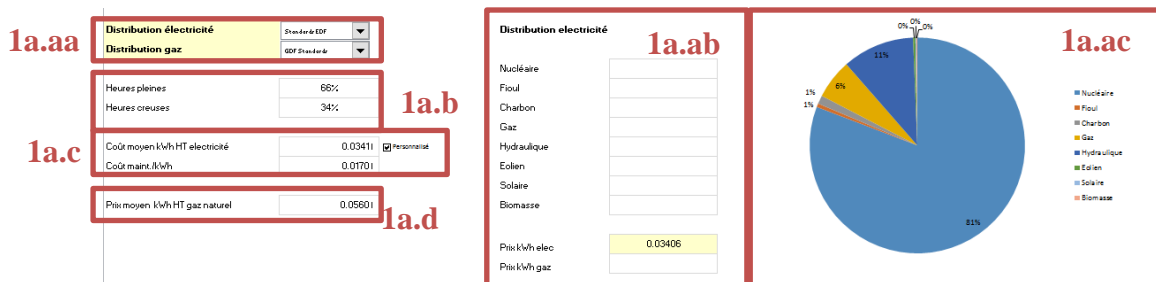 1a.aa
Distribution électricité
Standards EDF
Distribution gaz
GDF Standards
Heures pleines
66%
Heures creuses
34%
1a.b
1a.c
Coût moyen kWh HT electricité
0.0341
Personnalisé
Coût maint./kWh
0.0170
Prix moyen kWh HT gaz naturel
0.0560
1a.d
Distribution electricité
1a.ab
Nucléaire
Fioul
Charbon
Gaz
Hydraulique
Eolien
Solaire
Biomasse
Prix kWh elec
0.03406
Prix kWh gaz
1a.ac
0%
0%
0%
11%
6%
1%
1%
81%
Nucléaire
Fioul
Charbon
Gaz
Hydraulique
Eolien
Solaire
Biomasse